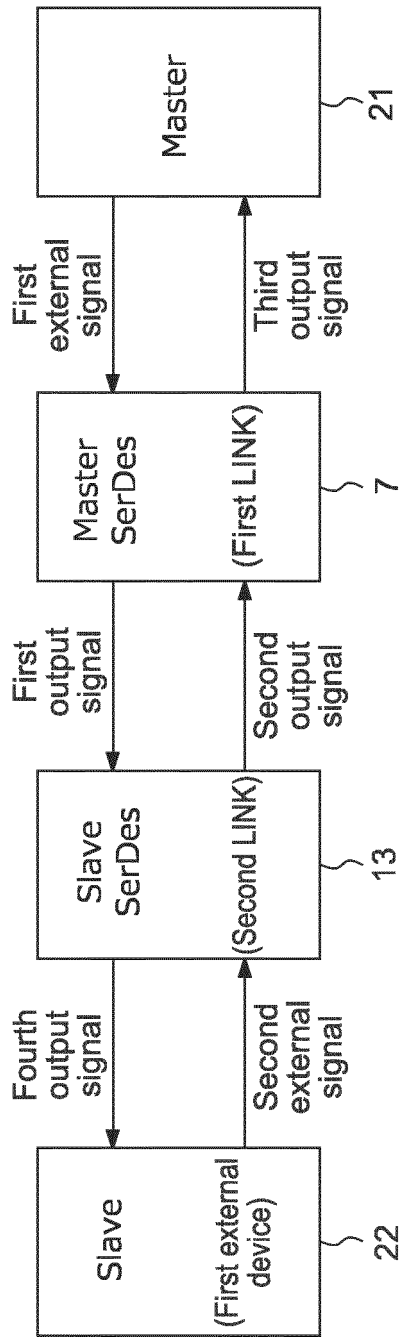 Slave
(First external
device)
22
Fourth
output
signal
Second
external
signal
Slave
SerDes
(Second LINK)
13
First
output
signal
Second
output
signal
Master
SerDes
(First LINK)
7
First
external
signal
Third
output
signal
Master
21